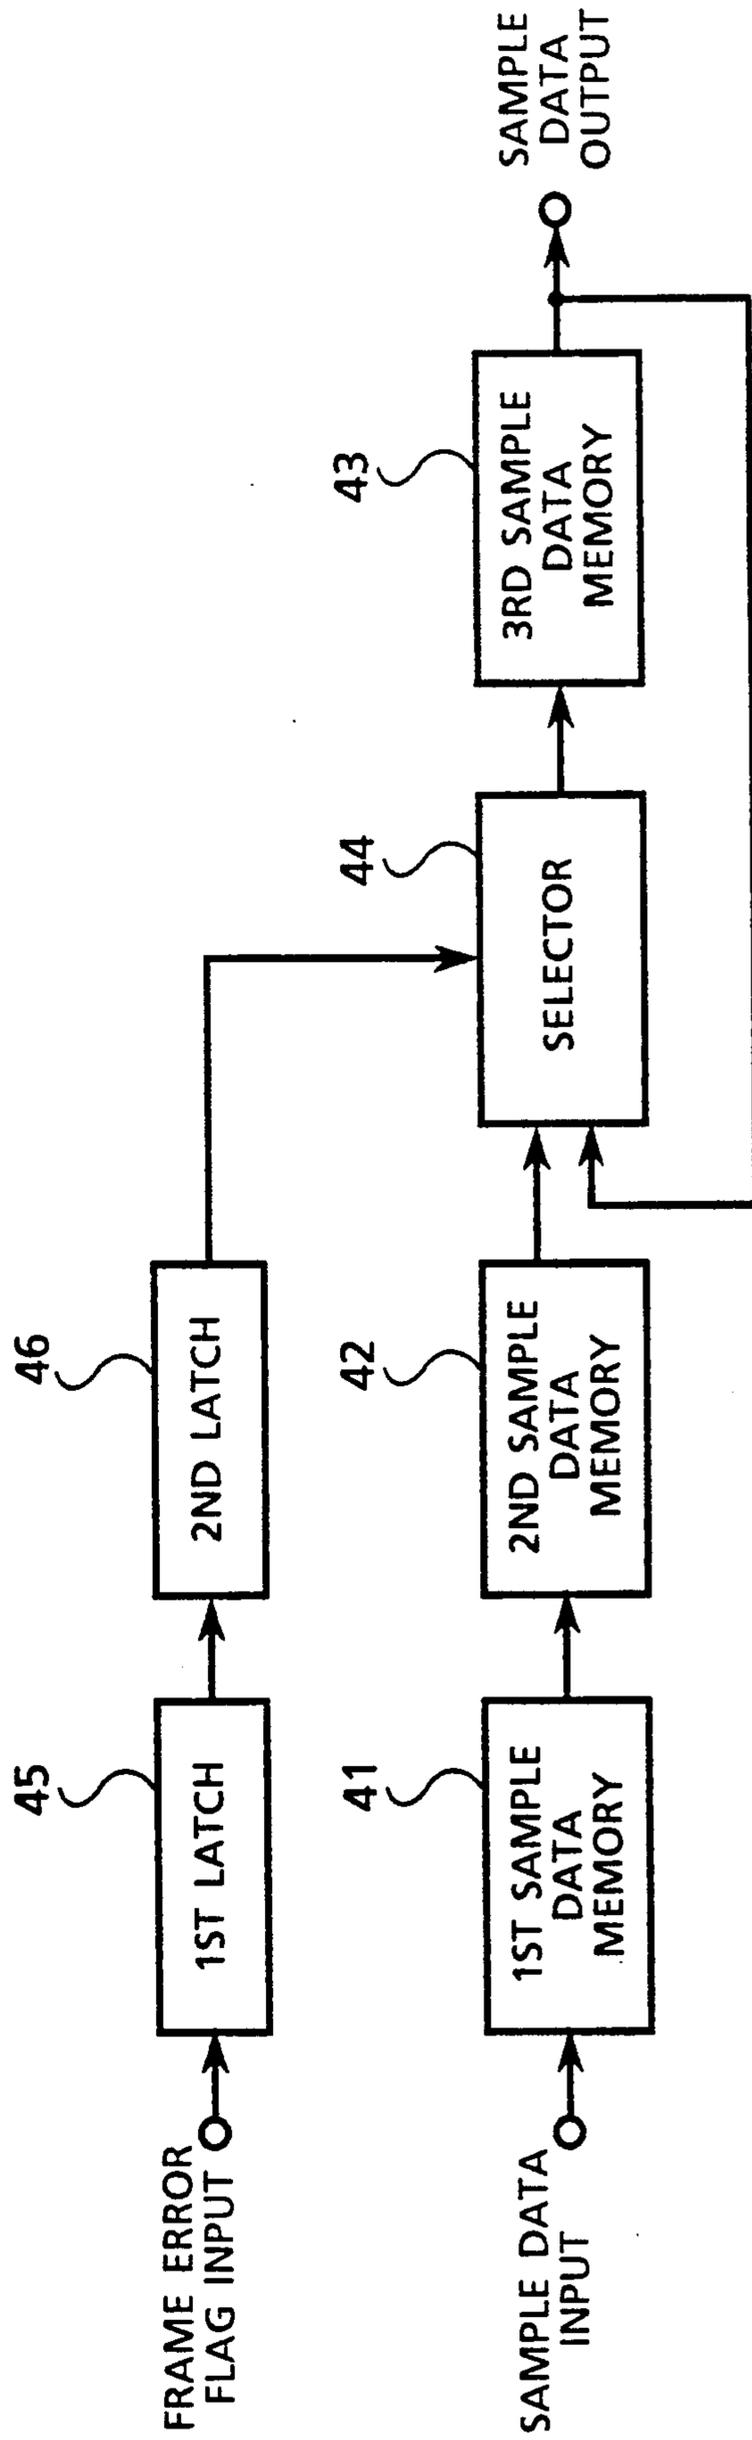 FRAME ERROR
FLAG INPUT
45
1ST LATCH
46
2ND LATCH
SAMPLE DATA
INPUT
41
1ST SAMPLE
DATA
MEMORY
42
2ND SAMPLE
DATA
MEMORY
44
SELECTOR
43
3RD SAMPLE
DATA
MEMORY
SAMPLE
DATA
OUTPUT